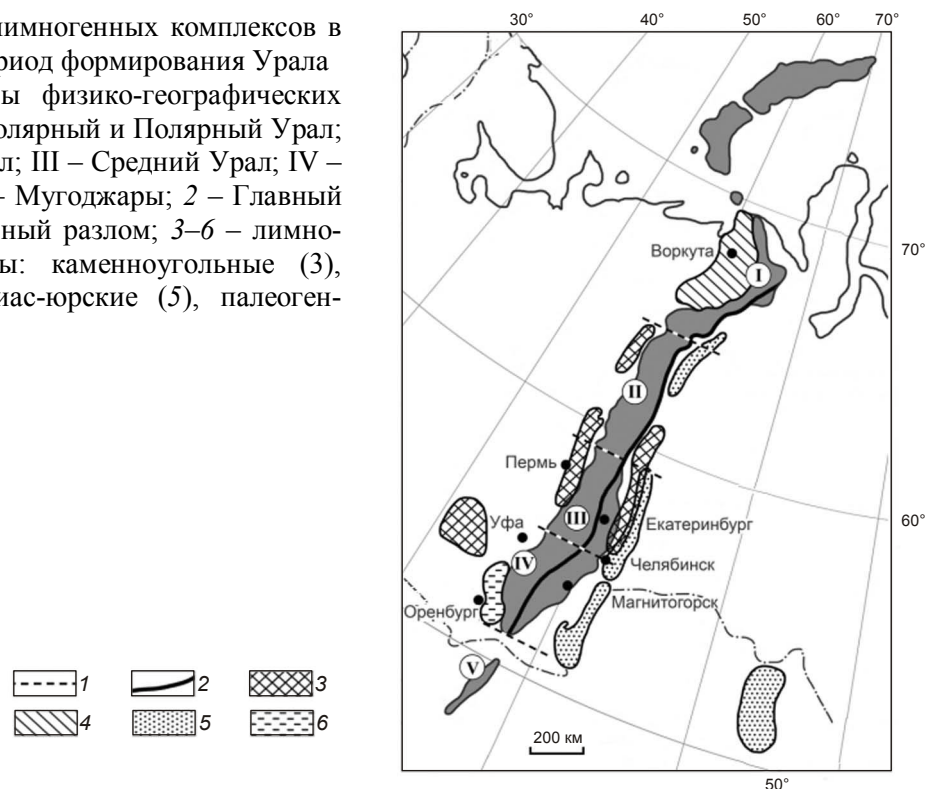 лимногенных комплексов в
риод формирования Урала
ы физико-географических
олярный и Полярный Урал;
л; III – Средний Урал; IV –
– Мугоджары; 2 – Главный
ный разлом; 3–6 – лимно-
ы: каменноугольные (3),
иас-юрские (5), палеоген-
30° 40° 50° 60° 70°
Воркута
I
70°
II
Пермь
III
Екатеринбург
60°
Уфа
IV
Челябинск
Оренбург
Магнитогорск
V
200 км
50°
1 2 3
4 5 6